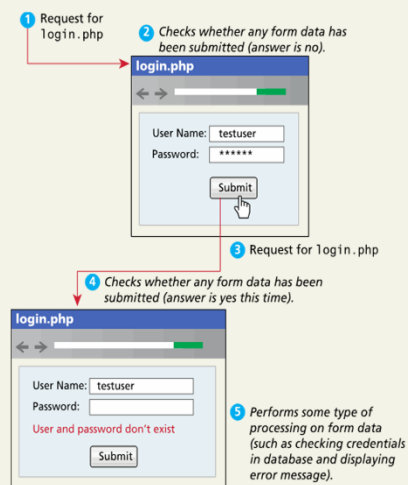 1 Request for
login.php
2 Checks whether any form data has
been submitted (answer is no).
login.php
User Name: testuser
Password: ******
Submit
3 Request for login.php
4 Checks whether any form data has been
submitted (answer is yes this time).
login.php
User Name: testuser
Password:
User and password don't exist
Submit
5 Performs some type of
processing on form data
(such as checking credentials
in database and displaying
error message).